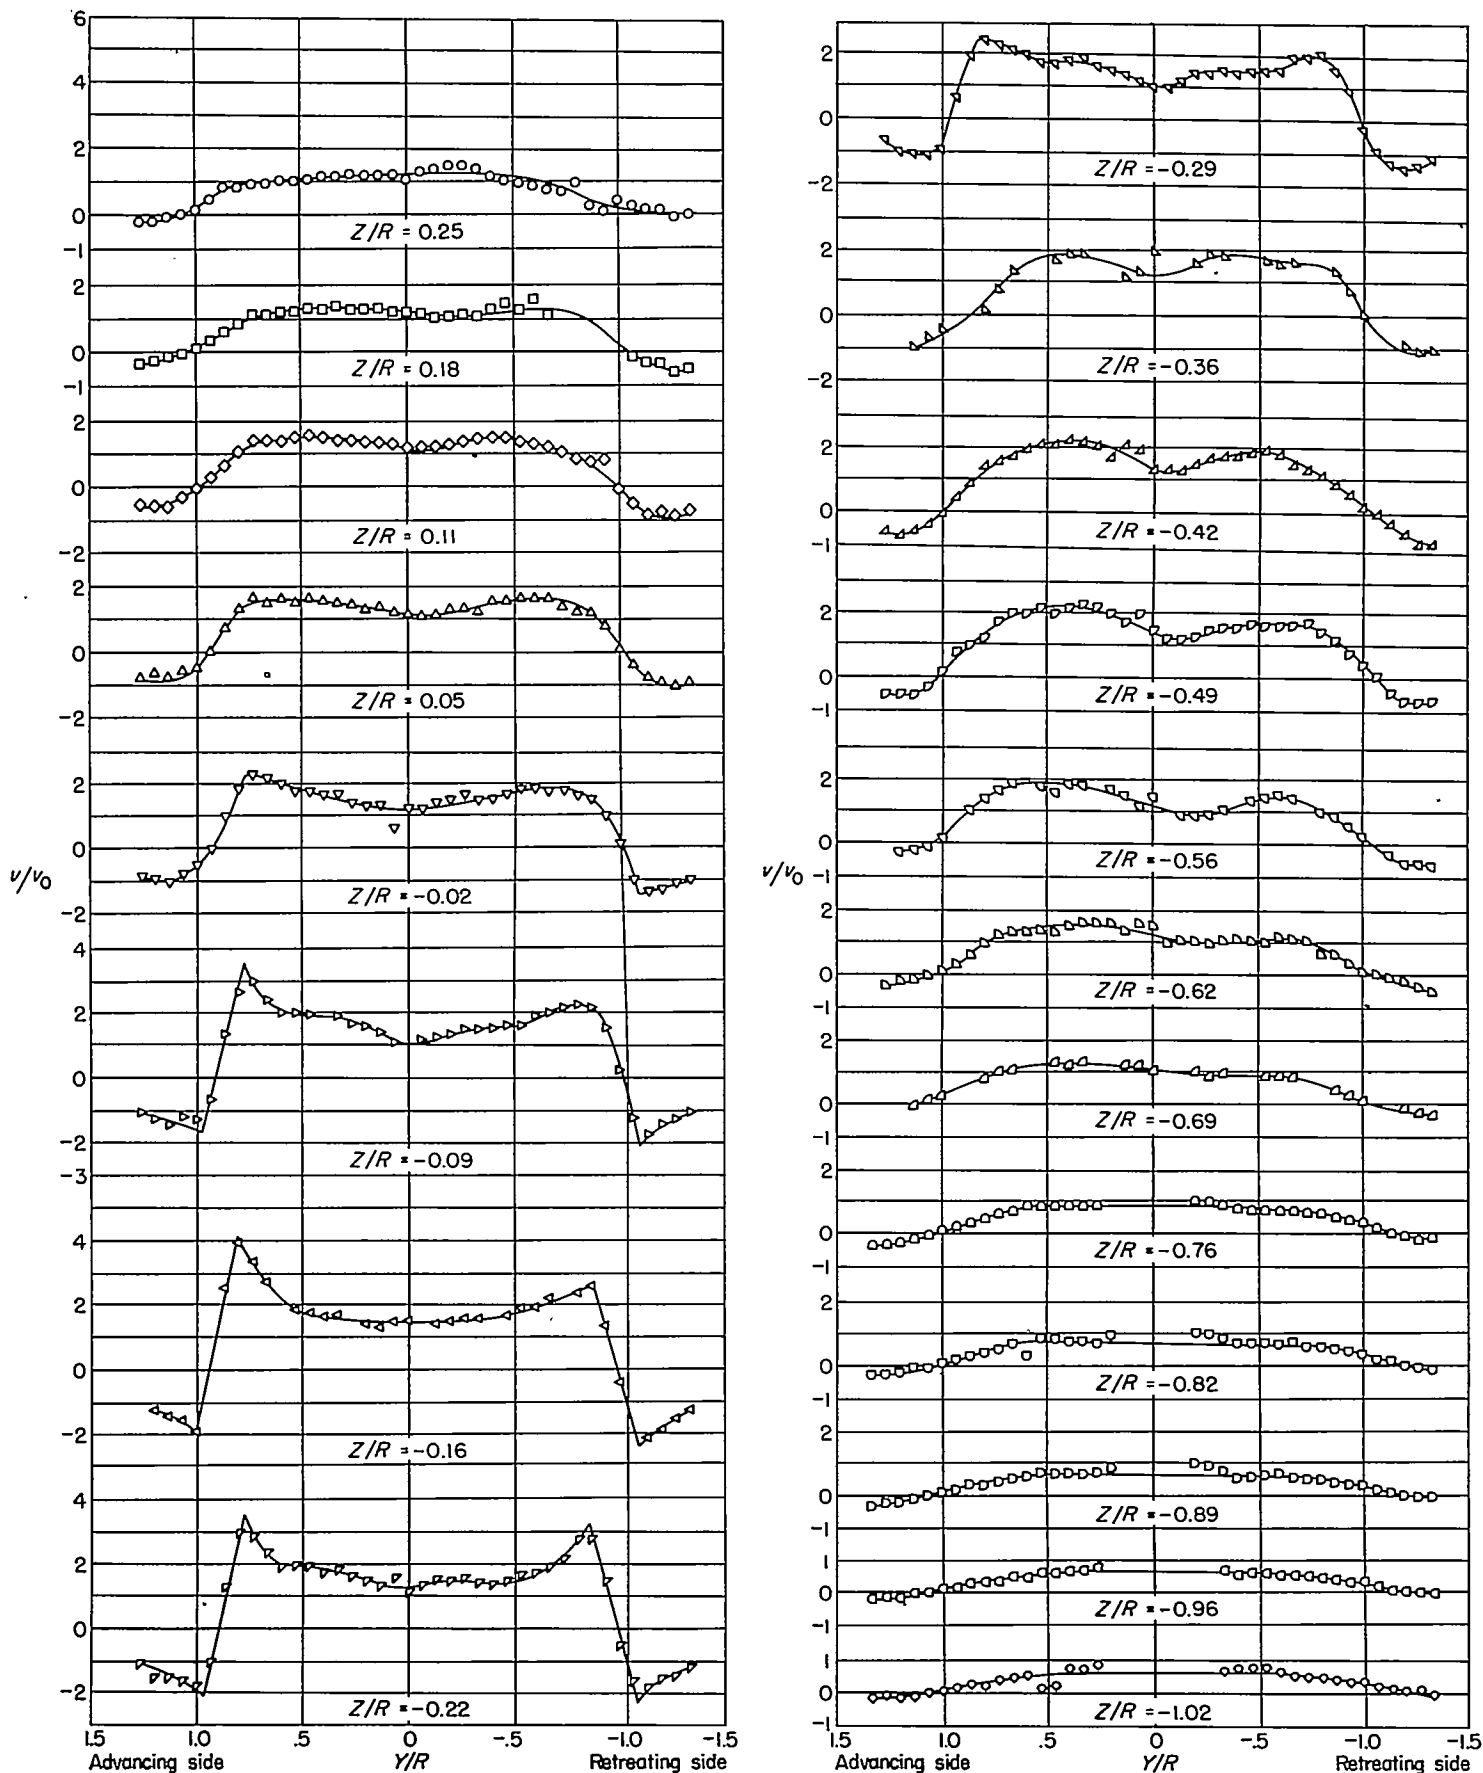 6
4
2
0
−1
Z/R = 0.25
2
0
−1
Z/R = 0.18
2
0
−2
Z/R = 0.11
2
0
−2
Z/R = 0.05
2
0
−2
Z/R = −0.02
ν/ν0
4
2
0
−2
−3
Z/R = −0.09
4
2
0
−2
Z/R = −0.16
4
2
0
−2
Z/R = −0.22
1.5 1.0 .5 0 −.5 −1.0 −1.5
Advancing side Y/R Retreating side
2
0
−2
Z/R = −0.29
2
0
−2
Z/R = −0.36
2
0
−1
Z/R = −0.42
2
0
−1
Z/R = −0.49
2
0
−1
Z/R = −0.56
ν/ν0
2
0
−1
Z/R = −0.62
2
0
−1
Z/R = −0.69
2
0
−1
Z/R = −0.76
2
0
−1
Z/R = −0.82
2
0
−1
Z/R = −0.89
1
0
−1
Z/R = −0.96
1
0
−1
Z/R = −1.02
1.5 1.0 .5 0 −.5 −1.0 −1.5
Advancing side Y/R Retreating side